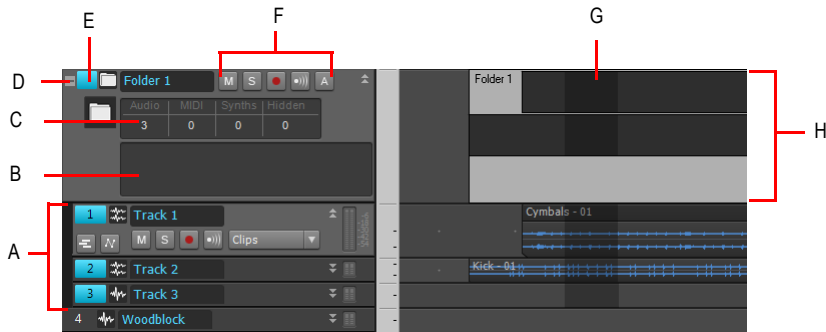 E
F
G
D
Folder 1
M S A
Folder 1
Audio MIDI Synths Hidden
C
3 0 0 0
H
B
1 Track 1
Cymbals - 01
A
M S Clips
2 Track 2
Kick - 01
3 Track 3
4 Woodblock